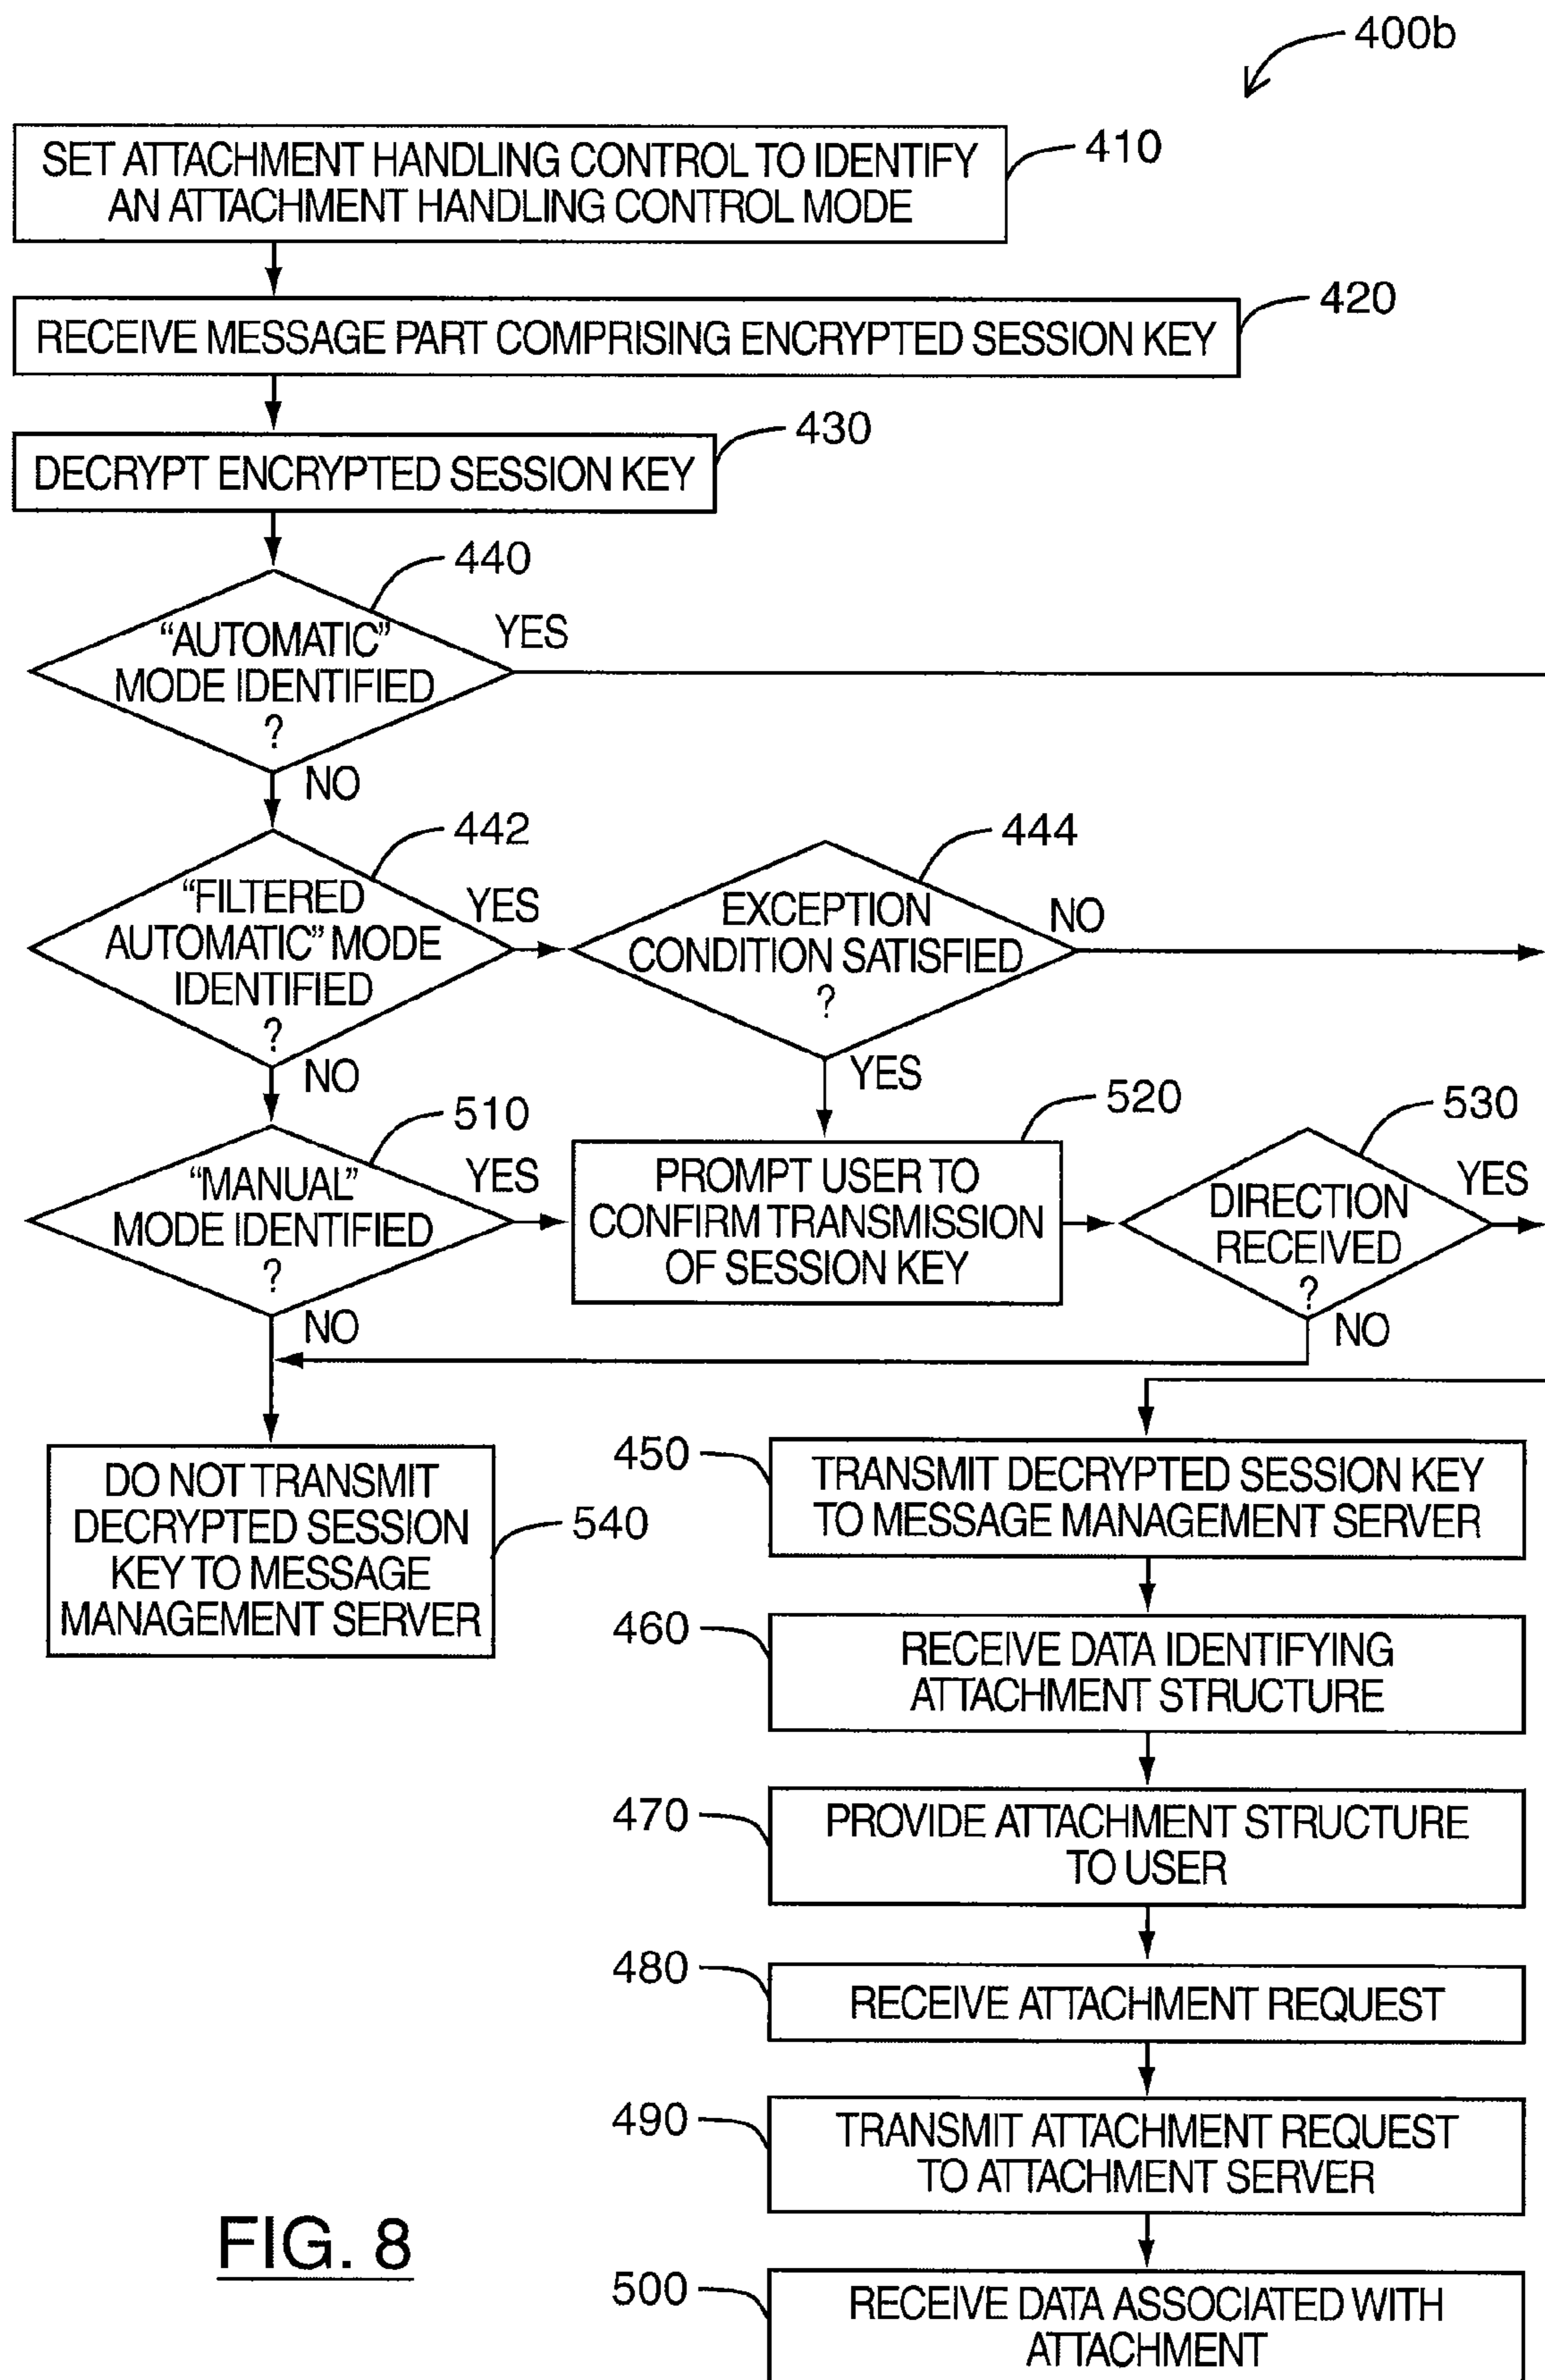 400b
SET ATTACHMENT HANDLING CONTROL TO IDENTIFY
AN ATTACHMENT HANDLING CONTROL MODE
410
RECEIVE MESSAGE PART COMPRISING ENCRYPTED SESSION KEY
420
DECRYPT ENCRYPTED SESSION KEY
430
440
“AUTOMATIC”
MODE IDENTIFIED
?
YES
NO
442
“FILTERED
AUTOMATIC” MODE
IDENTIFIED
?
YES
NO
444
EXCEPTION
CONDITION SATISFIED
?
NO
YES
510
“MANUAL”
MODE IDENTIFIED
?
YES
NO
520
PROMPT USER TO
CONFIRM TRANSMISSION
OF SESSION KEY
530
DIRECTION
RECEIVED
?
YES
NO
DO NOT TRANSMIT
DECRYPTED SESSION
KEY TO MESSAGE
MANAGEMENT SERVER
540
450
TRANSMIT DECRYPTED SESSION KEY
TO MESSAGE MANAGEMENT SERVER
460
RECEIVE DATA IDENTIFYING
ATTACHMENT STRUCTURE
470
PROVIDE ATTACHMENT STRUCTURE
TO USER
480
RECEIVE ATTACHMENT REQUEST
490
TRANSMIT ATTACHMENT REQUEST
TO ATTACHMENT SERVER
500
RECEIVE DATA ASSOCIATED WITH
ATTACHMENT
FIG. 8